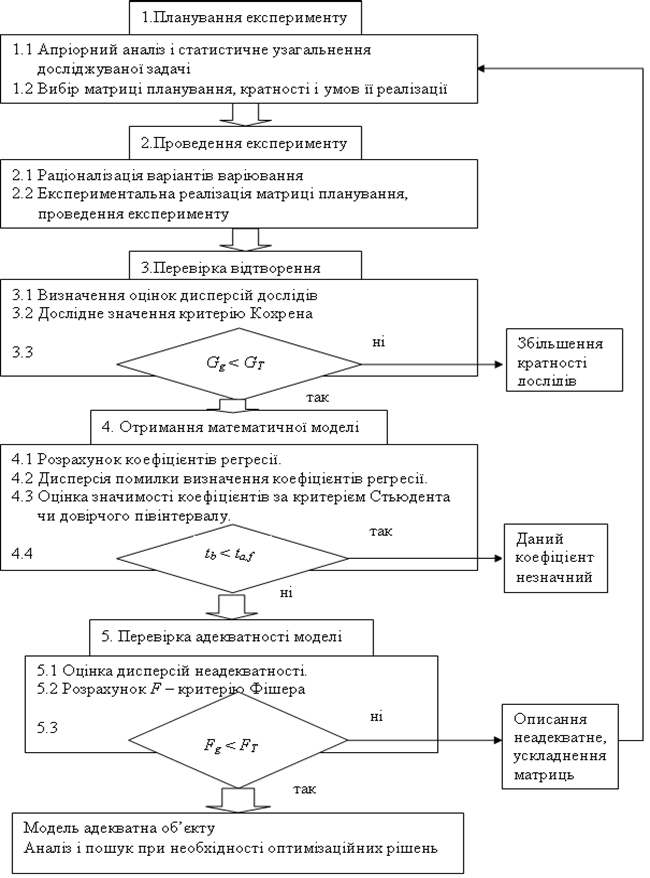 1.Планування експерименту
1.1 Апріорний аналіз і статистичне узагальнення
досліджуваної задачі
1.2 Вибір матриці планування, кратності і умов її реалізації
2.Проведення експерименту
2.1 Раціоналізація варіантів варіювання
2.2 Експериментальна реалізація матриці планування,
проведення експерименту
3.Перевірка відтворення
3.1 Визначення оцінок дисперсій дослідів
3.2 Дослідне значення критерію Кохрена
3.3
Gg < GT
ні
Збільшення
кратності
дослідів
так
4. Отримання математичної моделі
4.1 Розрахунок коефіцієнтів регресії.
4.2 Дисперсія помилки визначення коефіцієнтів регресії.
4.3 Оцінка значимості коефіцієнтів за критерієм Стьюдента
чи довірчого півінтервалу.
4.4
tb < ta,f
так
Даний
коефіцієнт
незначний
ні
5. Перевірка адекватності моделі
5.1 Оцінка дисперсій неадекватності.
5.2 Розрахунок F – критерію Фішера
5.3
Fg < FT
ні
Описання
неадекватне,
ускладнення
матриць
так
Модель адекватна об’єкту
Аналіз і пошук при необхідності оптимізаційних рішень